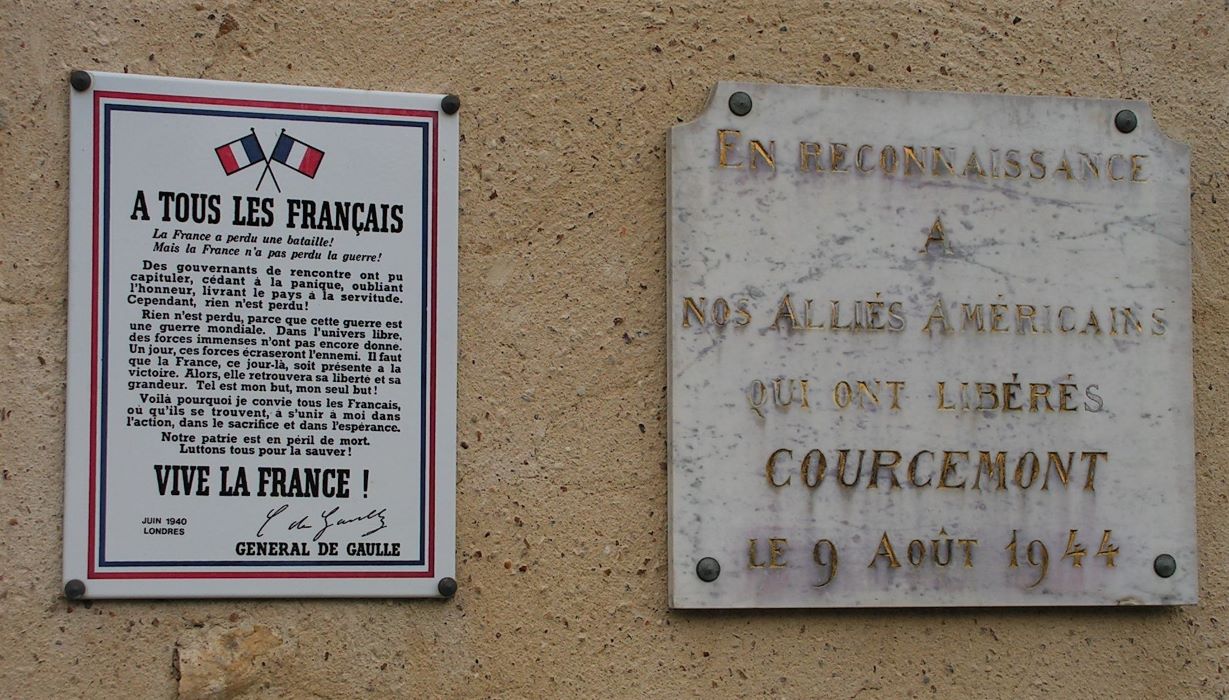 A TOUS LES FRANÇAIS
La France a perdu une bataille!
Mais la France n'a pas perdu la guerre!
Des gouvernants de rencontre ont pu
capituler, cédant à la panique, oubliant
l'honneur, livrant le pays à la servitude.
Cependant, rien n'est perdu!
Rien n'est perdu, parce que cette guerre est
une guerre mondiale. Dans l'univers libre,
des forces immenses n'ont pas encore donné.
Un jour, ces forces écraseront l'ennemi. Il faut
que la France, ce jour-là, soit présente a la
victoire. Alors, elle retrouvera sa liberté et sa
grandeur. Tel est mon but, mon seul but!
Voilà pourquoi je convie tous les Francais,
où qu'ils se trouvent, à s'unir à moi dans
l'action, dans le sacrifice et dans l'espérance.
Notre patrie est en péril de mort.
Luttons tous pour la sauver!
VIVE LA FRANCE !
JUIN 1940
LONDRES
C de Gaulle
GENERAL DE GAULLE
EN RECONNAISSANCE
A
NOS ALLIÉS AMÉRICAINS
QUI ONT LIBÉRÉS
COURCEMONT
LE 9 AOÛT 1944